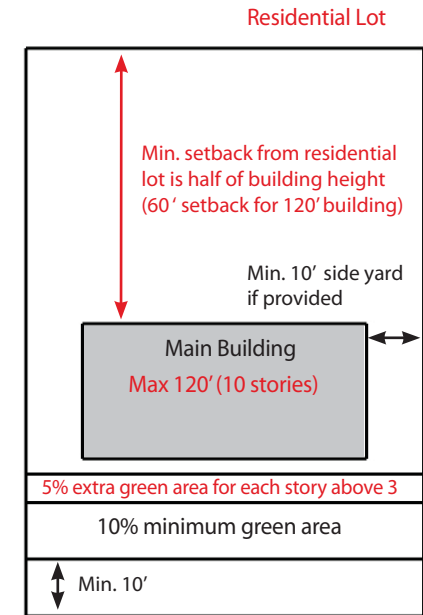 Residential Lot
Min. setback from residential
lot is half of building height
(60' setback for 120' building)
Min. 10' side yard
if provided
Main Building
Max 120' (10 stories)
5% extra green area for each story above 3
10% minimum green area
Min. 10'